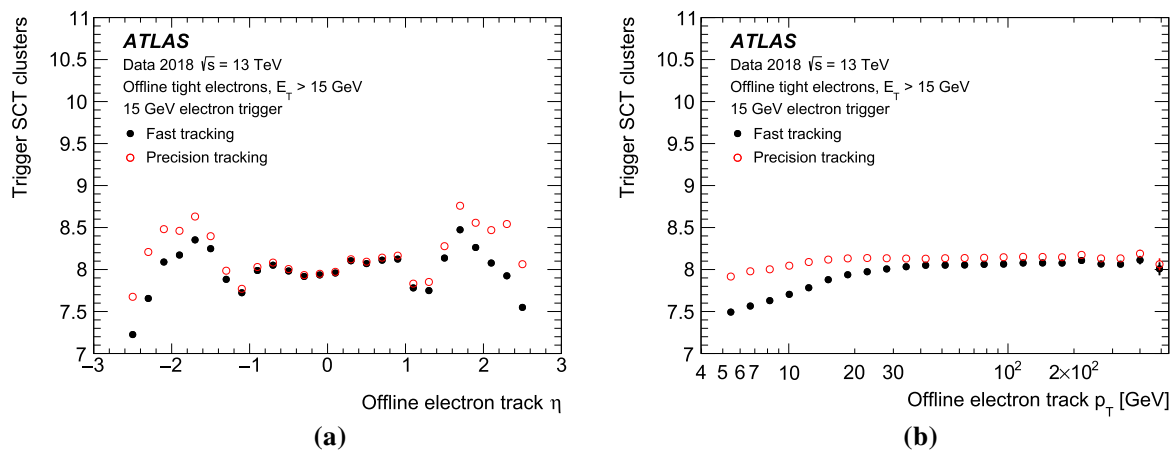 11
10.5
10
9.5
9
8.5
8
7.5
7
Trigger SCT clusters
ATLAS
Data 2018 √s = 13 TeV
Offline tight electrons, E_T > 15 GeV
15 GeV electron trigger
Fast tracking
Precision tracking
−3 −2 −1 0 1 2 3
Offline electron track η
(a)
11
10.5
10
9.5
9
8.5
8
7.5
7
Trigger SCT clusters
ATLAS
Data 2018 √s = 13 TeV
Offline tight electrons, E_T > 15 GeV
15 GeV electron trigger
Fast tracking
Precision tracking
4 5 6 7 10 20 30 10² 2×10²
Offline electron track p_T [GeV]
(b)